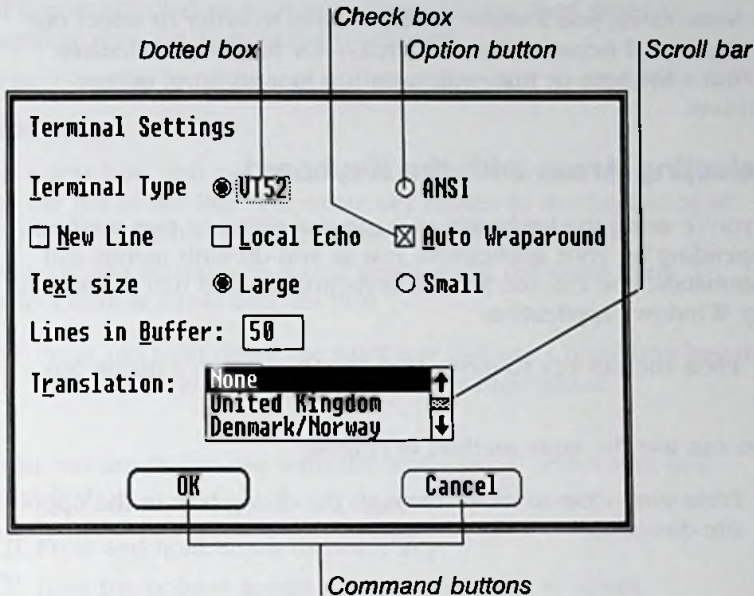 Check box
Dotted box Option button Scroll bar
Terminal Settings
Terminal Type VT52 ANSI
New Line Local Echo Auto Wraparound
Text size Large Small
Lines in Buffer: 50
Translation: None
United Kingdom
Denmark/Norway
OK Cancel
Command buttons